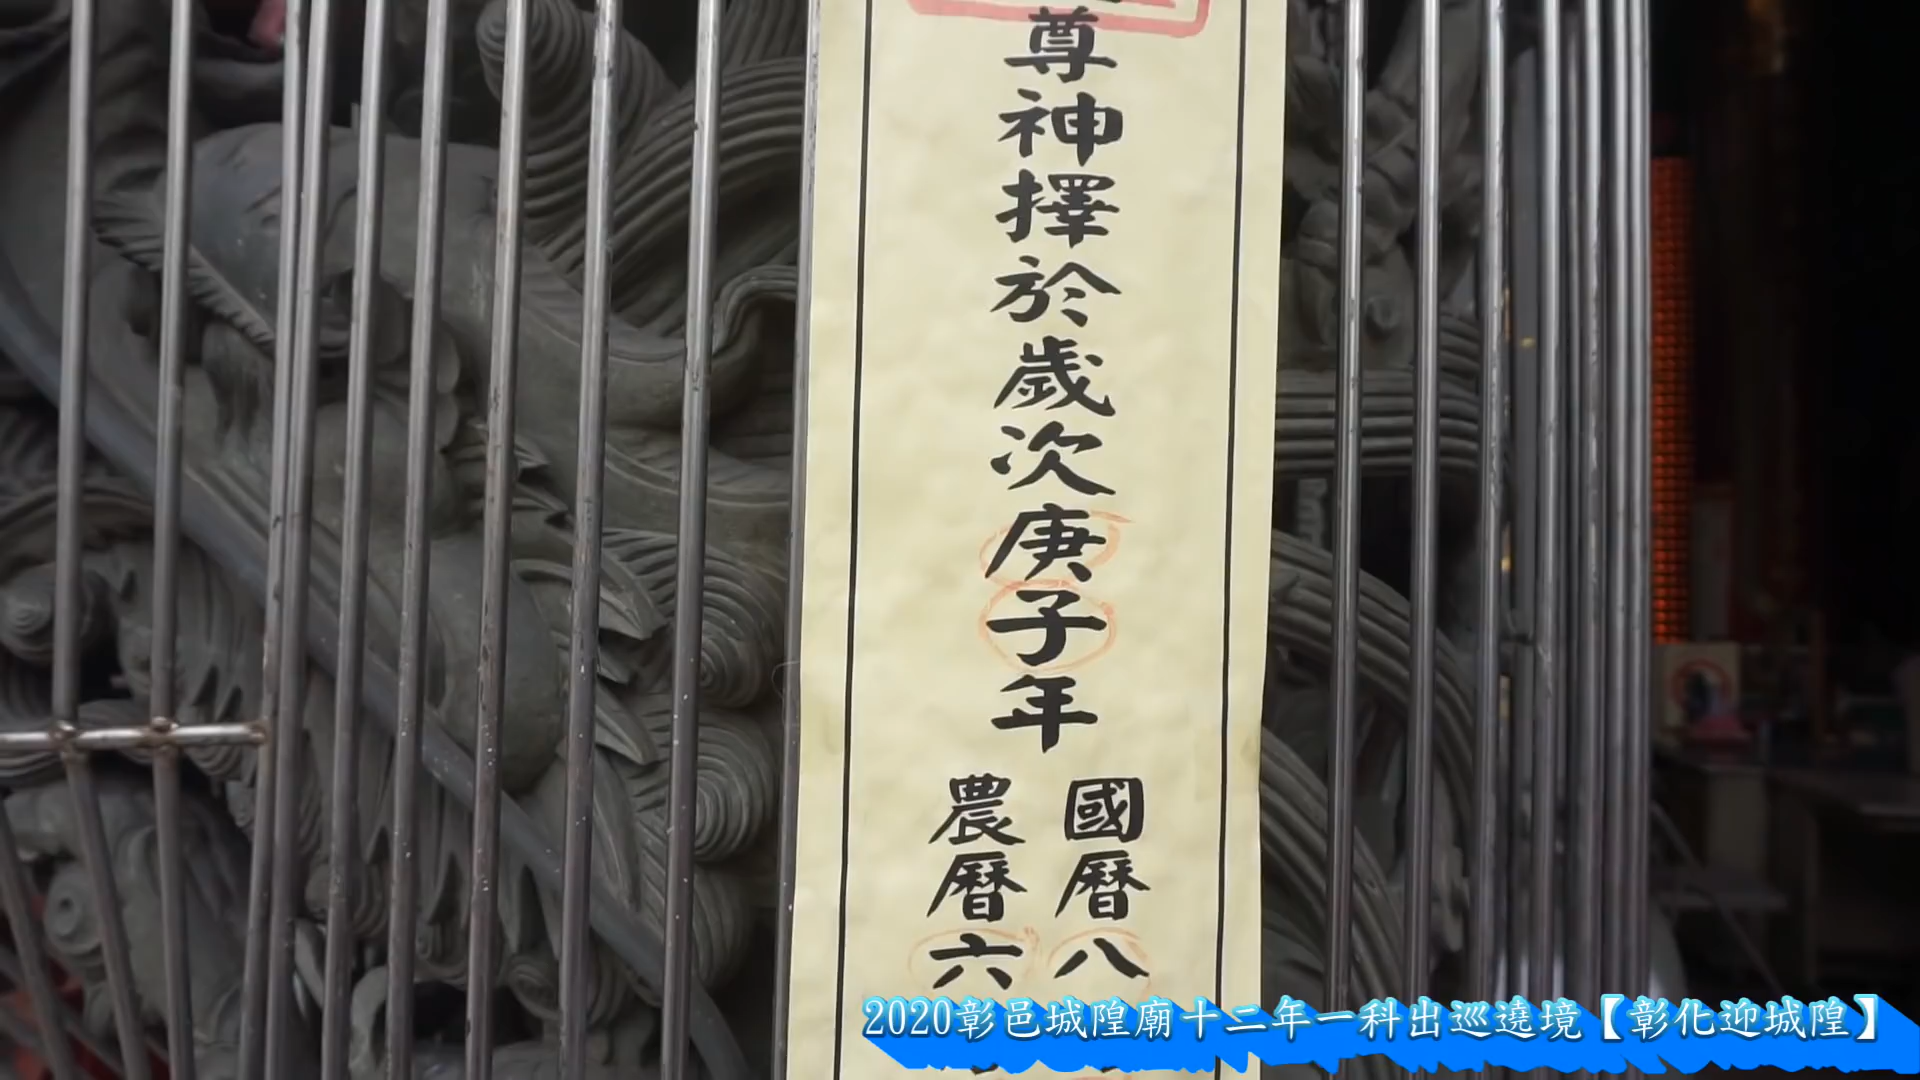 尊神擇於歲次庚子年
國曆八
農曆六
2020彰邑城隍廟十二年一科出巡遶境【彰化迎城隍】